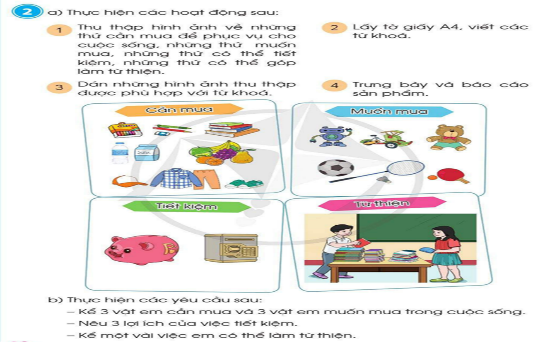 2 a) Thực hiện các hoạt động sau:
1 Thu thập hình ảnh về những
thứ cần mua để phục vụ cho
cuộc sống, những thứ muốn
mua, những thứ có thể tiết
kiệm, những thứ có thể góp
làm từ thiện.
2 Lấy tờ giấy A4, viết các
từ khoá.
3 Dán những hình ảnh thu thập
được phù hợp với từ khoá.
4 Trưng bày và báo cáo
sản phẩm.
Cần mua
Muốn mua
Tiết kiệm
Từ thiện
b) Thực hiện các yêu cầu sau:
– Kể 3 vật em cần mua và 3 vật em muốn mua trong cuộc sống.
– Nêu 3 lợi ích của việc tiết kiệm.
– Kể một vài việc em có thể làm từ thiện.